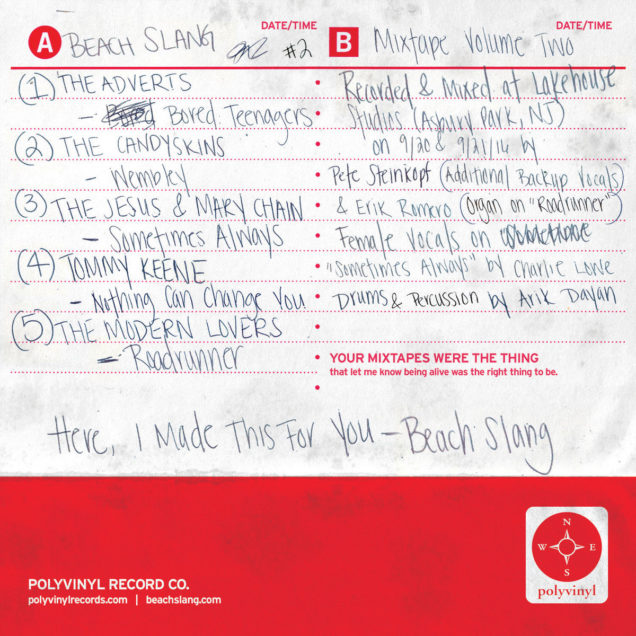 DATE/TIME
A BEACH SLANG #2
(1) THE ADVERTS
- Bored Teenagers
(2) THE CANDYSKINS
- Wembley
(3) THE JESUS & MARY CHAIN
- Sometimes Always
(4) TOMMY KEENE
- Nothing Can Change You
(5) THE MODERN LOVERS
- Roadrunner
DATE/TIME
B Mixtape Volume Two
Recorded & Mixed at Lakehouse
Studios (Asbury Park, NJ)
on 9/20 & 9/21/16 by
Pete Steinkopf (Additional Backup Vocals)
& Erik Romero (Organ on "Roadrunner")
Female Vocals on
"Sometimes Always" by Charlie Lowe
Drums & Percussion by Arik Dayan
YOUR MIXTAPES WERE THE THING
that let me know being alive was the right thing to be.
Here, I Made This For You - Beach Slang
POLYVINYL RECORD CO.
polyvinylrecords.com | beachslang.com
N
W E
S
polyvinyl